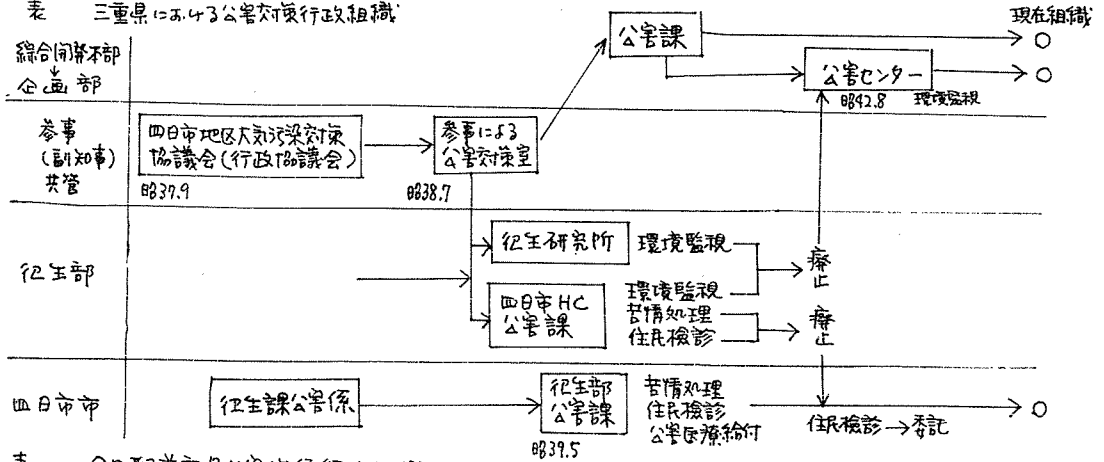 表 三重県における公害対策行政組織
現在組織
綜合開発本部
↓
企画部
公害課
公害センター
昭42.8 環境監視
参事
(副知事)
共管
四日市地区大気汚染対策
協議会(行政協議会)
昭37.9
参事による
公害対策室
昭38.7
衛生部
衛生研究所 環境監視
四日市HC
公害課
環境監視
苦情処理
住民検診
廃止
廃止
四日市市
衛生課公害係
衛生部
公害課
昭39.5
苦情処理
住民検診
公害医療給付
住民検診→委託
表